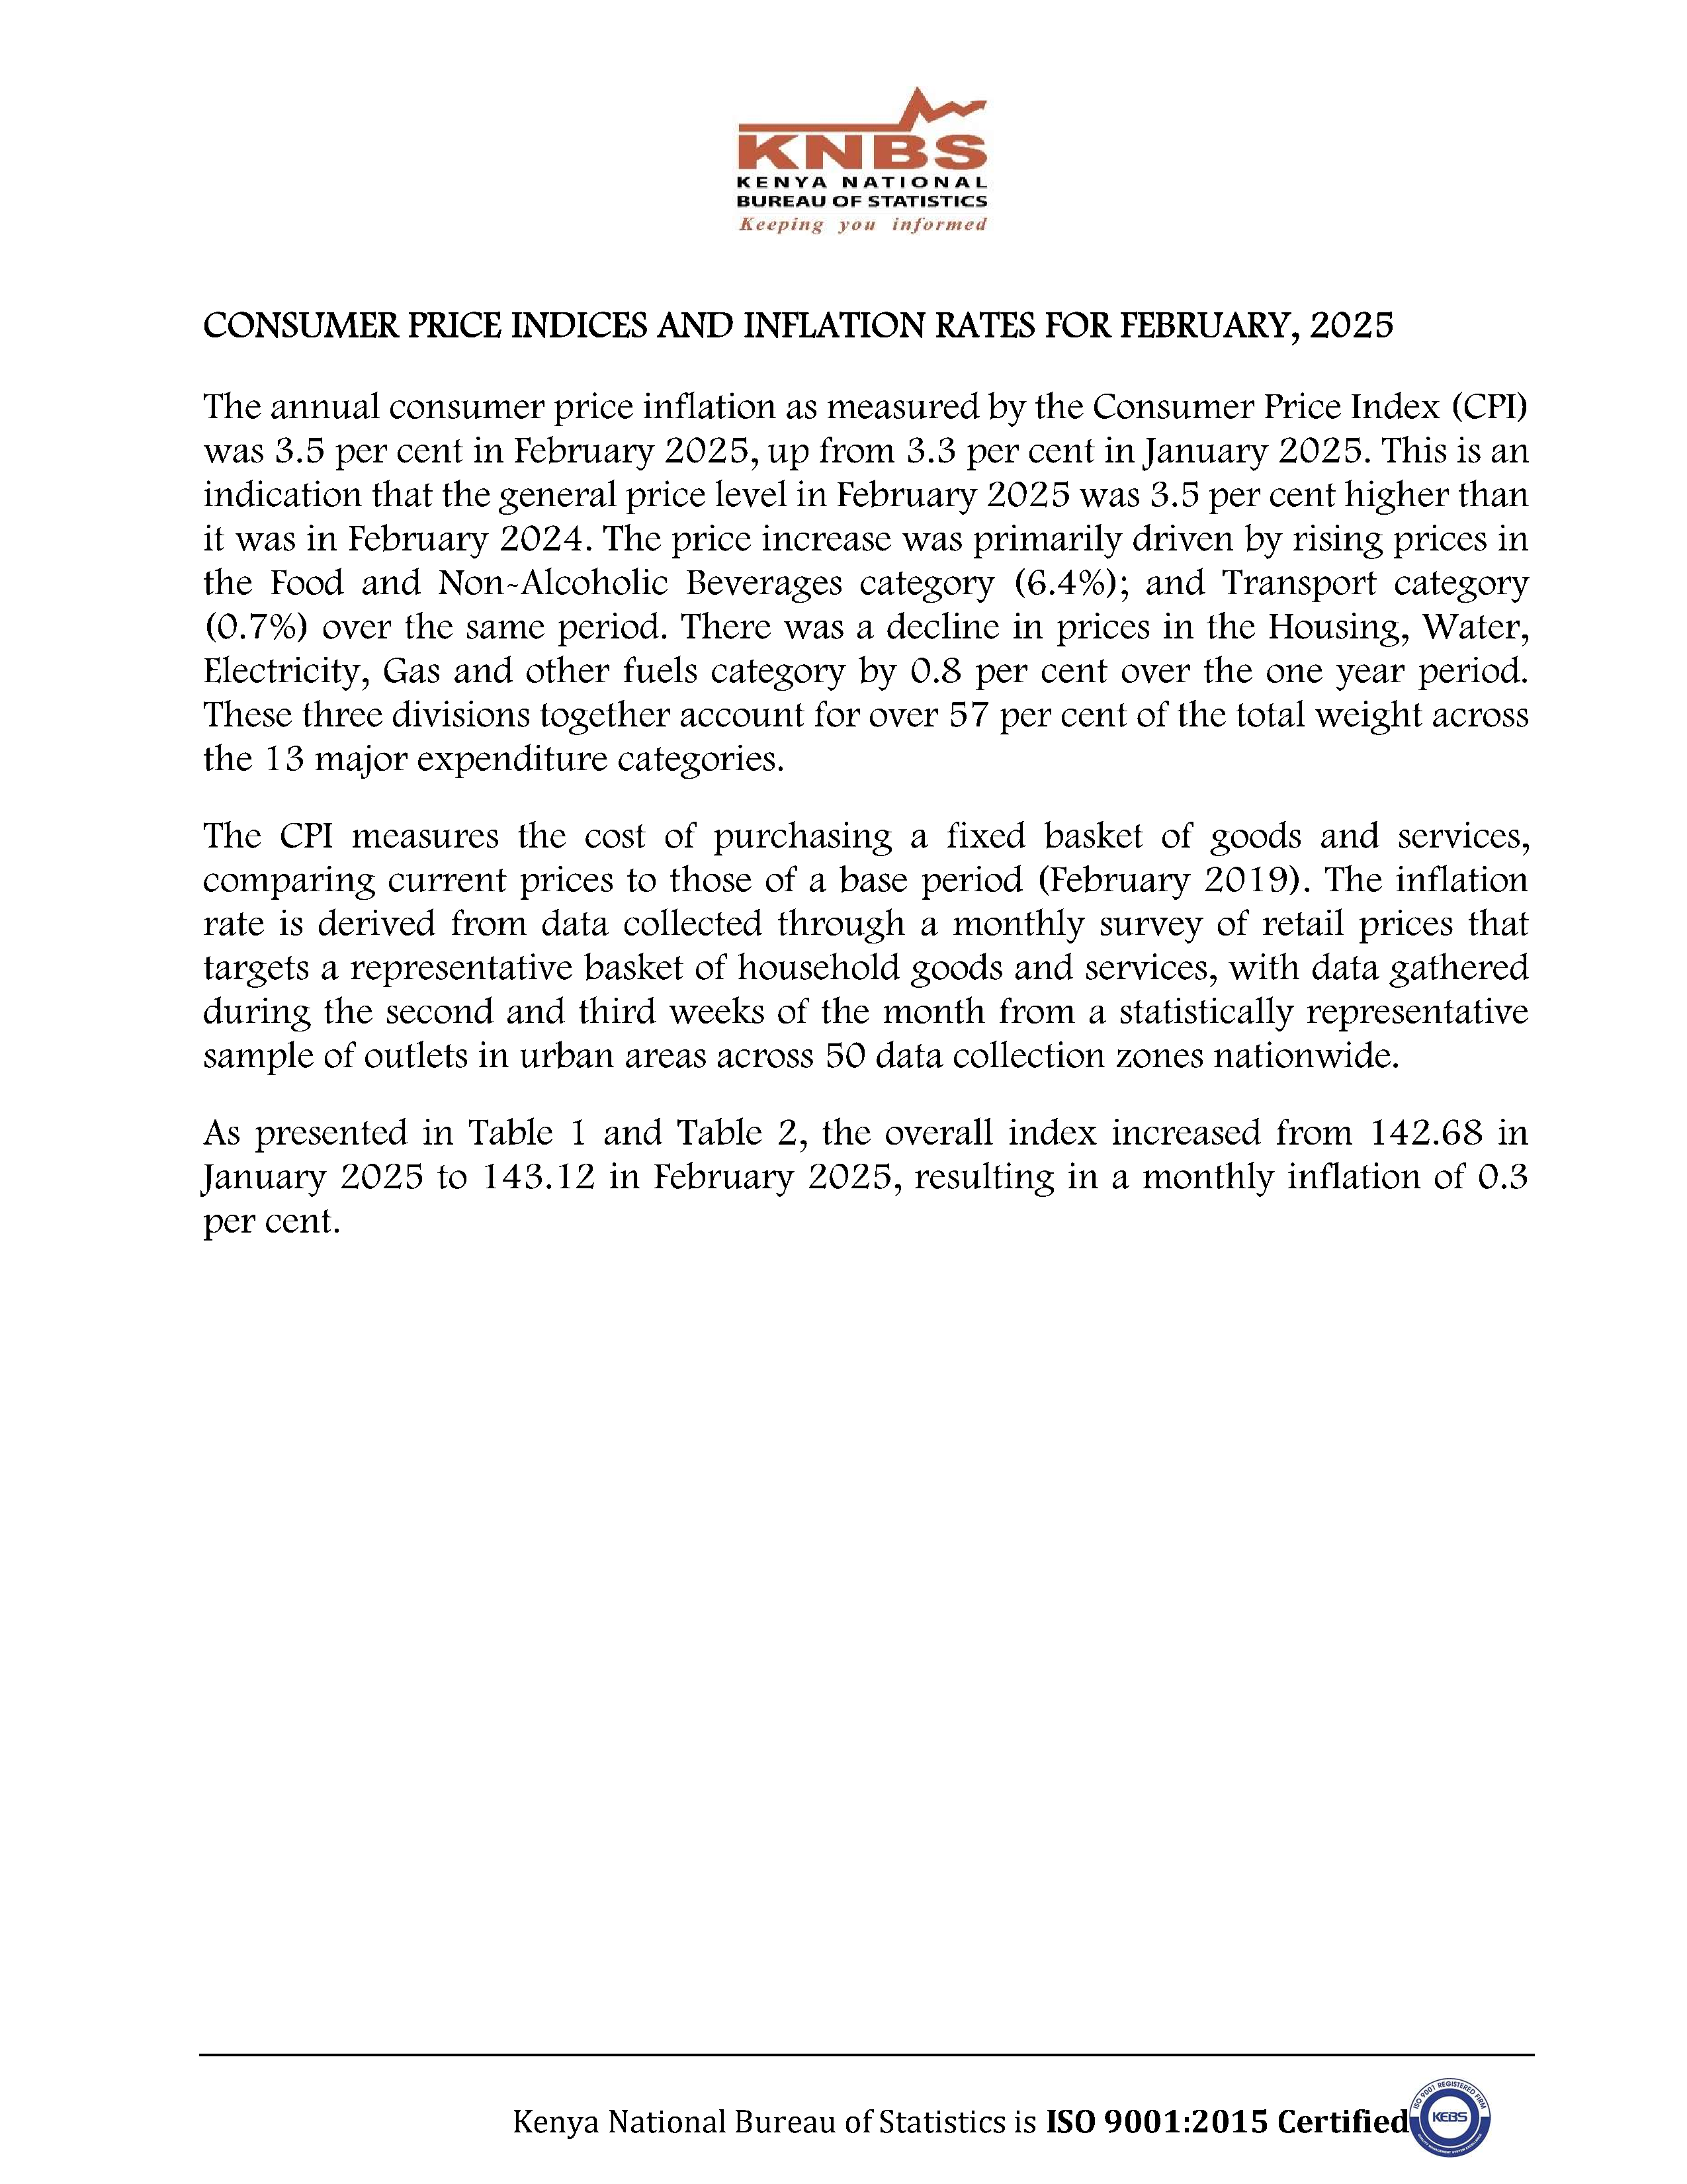 KNBS
KENYA NATIONAL
BUREAU OF STATISTICS
Keeping you informed
CONSUMER PRICE INDICES AND INFLATION RATES FOR FEBRUARY, 2025
The annual consumer price inflation as measured by the Consumer Price Index (CPI)
was 3.5 per cent in February 2025, up from 3.3 per cent in January 2025. This is an
indication that the general price level in February 2025 was 3.5 per cent higher than
it was in February 2024. The price increase was primarily driven by rising prices in
the Food and Non-Alcoholic Beverages category (6.4%); and Transport category
(0.7%) over the same period. There was a decline in prices in the Housing, Water,
Electricity, Gas and other fuels category by 0.8 per cent over the one year period.
These three divisions together account for over 57 per cent of the total weight across
the 13 major expenditure categories.
The CPI measures the cost of purchasing a fixed basket of goods and services,
comparing current prices to those of a base period (February 2019). The inflation
rate is derived from data collected through a monthly survey of retail prices that
targets a representative basket of household goods and services, with data gathered
during the second and third weeks of the month from a statistically representative
sample of outlets in urban areas across 50 data collection zones nationwide.
As presented in Table 1 and Table 2, the overall index increased from 142.68 in
January 2025 to 143.12 in February 2025, resulting in a monthly inflation of 0.3
per cent.
Kenya National Bureau of Statistics is ISO 9001:2015 Certified
ISO 9001 REGISTERED FIRM
KEBS